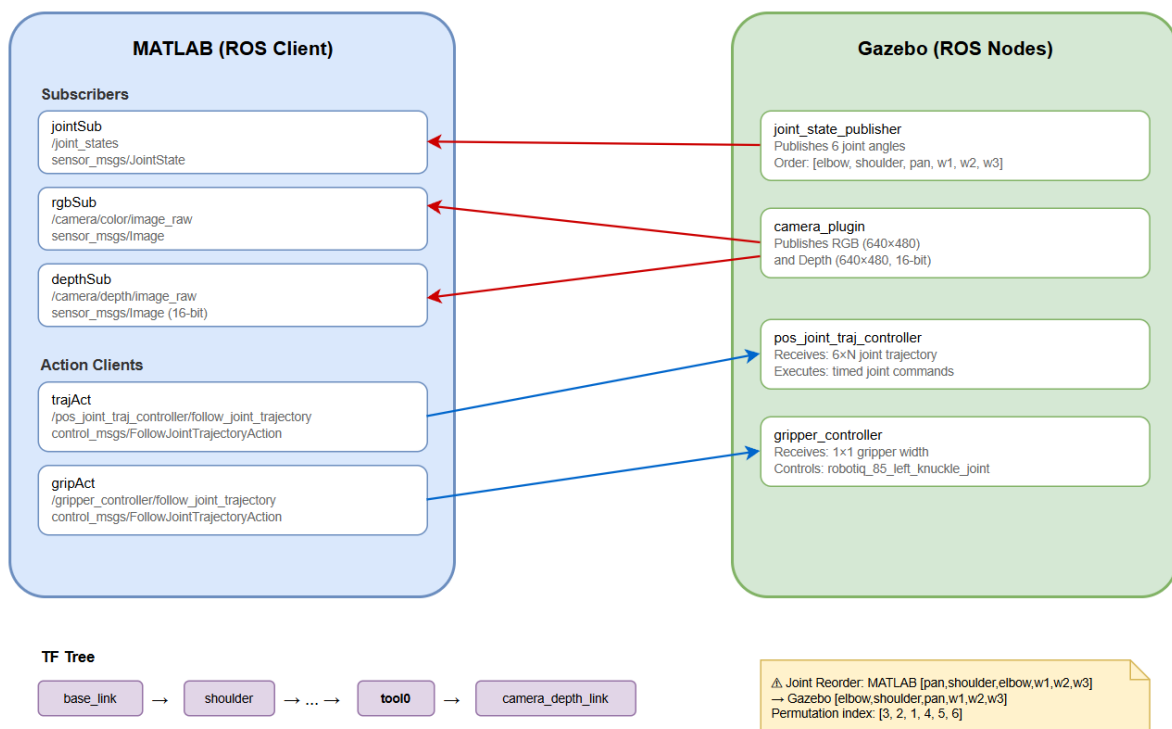 MATLAB (ROS Client)
Subscribers
jointSub
/joint_states
sensor_msgs/JointState
rgbSub
/camera/color/image_raw
sensor_msgs/Image
depthSub
/camera/depth/image_raw
sensor_msgs/Image (16-bit)
Action Clients
trajAct
/pos_joint_traj_controller/follow_joint_trajectory
control_msgs/FollowJointTrajectoryAction
gripAct
/gripper_controller/follow_joint_trajectory
control_msgs/FollowJointTrajectoryAction
Gazebo (ROS Nodes)
joint_state_publisher
Publishes 6 joint angles
Order: [elbow, shoulder, pan, w1, w2, w3]
camera_plugin
Publishes RGB (640×480)
and Depth (640×480, 16-bit)
pos_joint_traj_controller
Receives: 6×N joint trajectory
Executes: timed joint commands
gripper_controller
Receives: 1×1 gripper width
Controls: robotiq_85_left_knuckle_joint
TF Tree
base_link → shoulder → ... → tool0 → camera_depth_link
⚠ Joint Reorder: MATLAB [pan,shoulder,elbow,w1,w2,w3]
→ Gazebo [elbow,shoulder,pan,w1,w2,w3]
Permutation index: [3, 2, 1, 4, 5, 6]